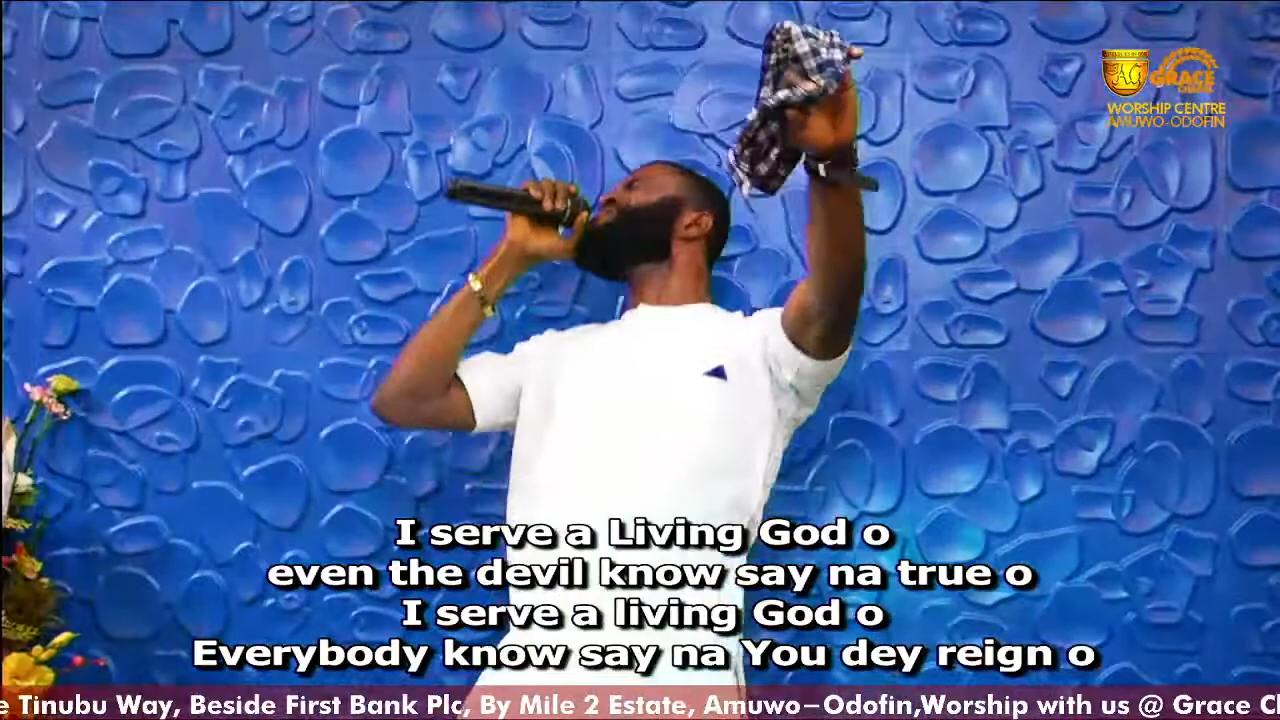 AG
GRACE
WORSHIP CENTRE
AMUWO-ODOFIN
I serve a Living God o
even the devil know say na true o
I serve a living God o
Everybody know say na You dey reign o
e Tinubu Way, Beside First Bank Plc, By Mile 2 Estate, Amuwo-Odofin,Worship with us @ Grace C